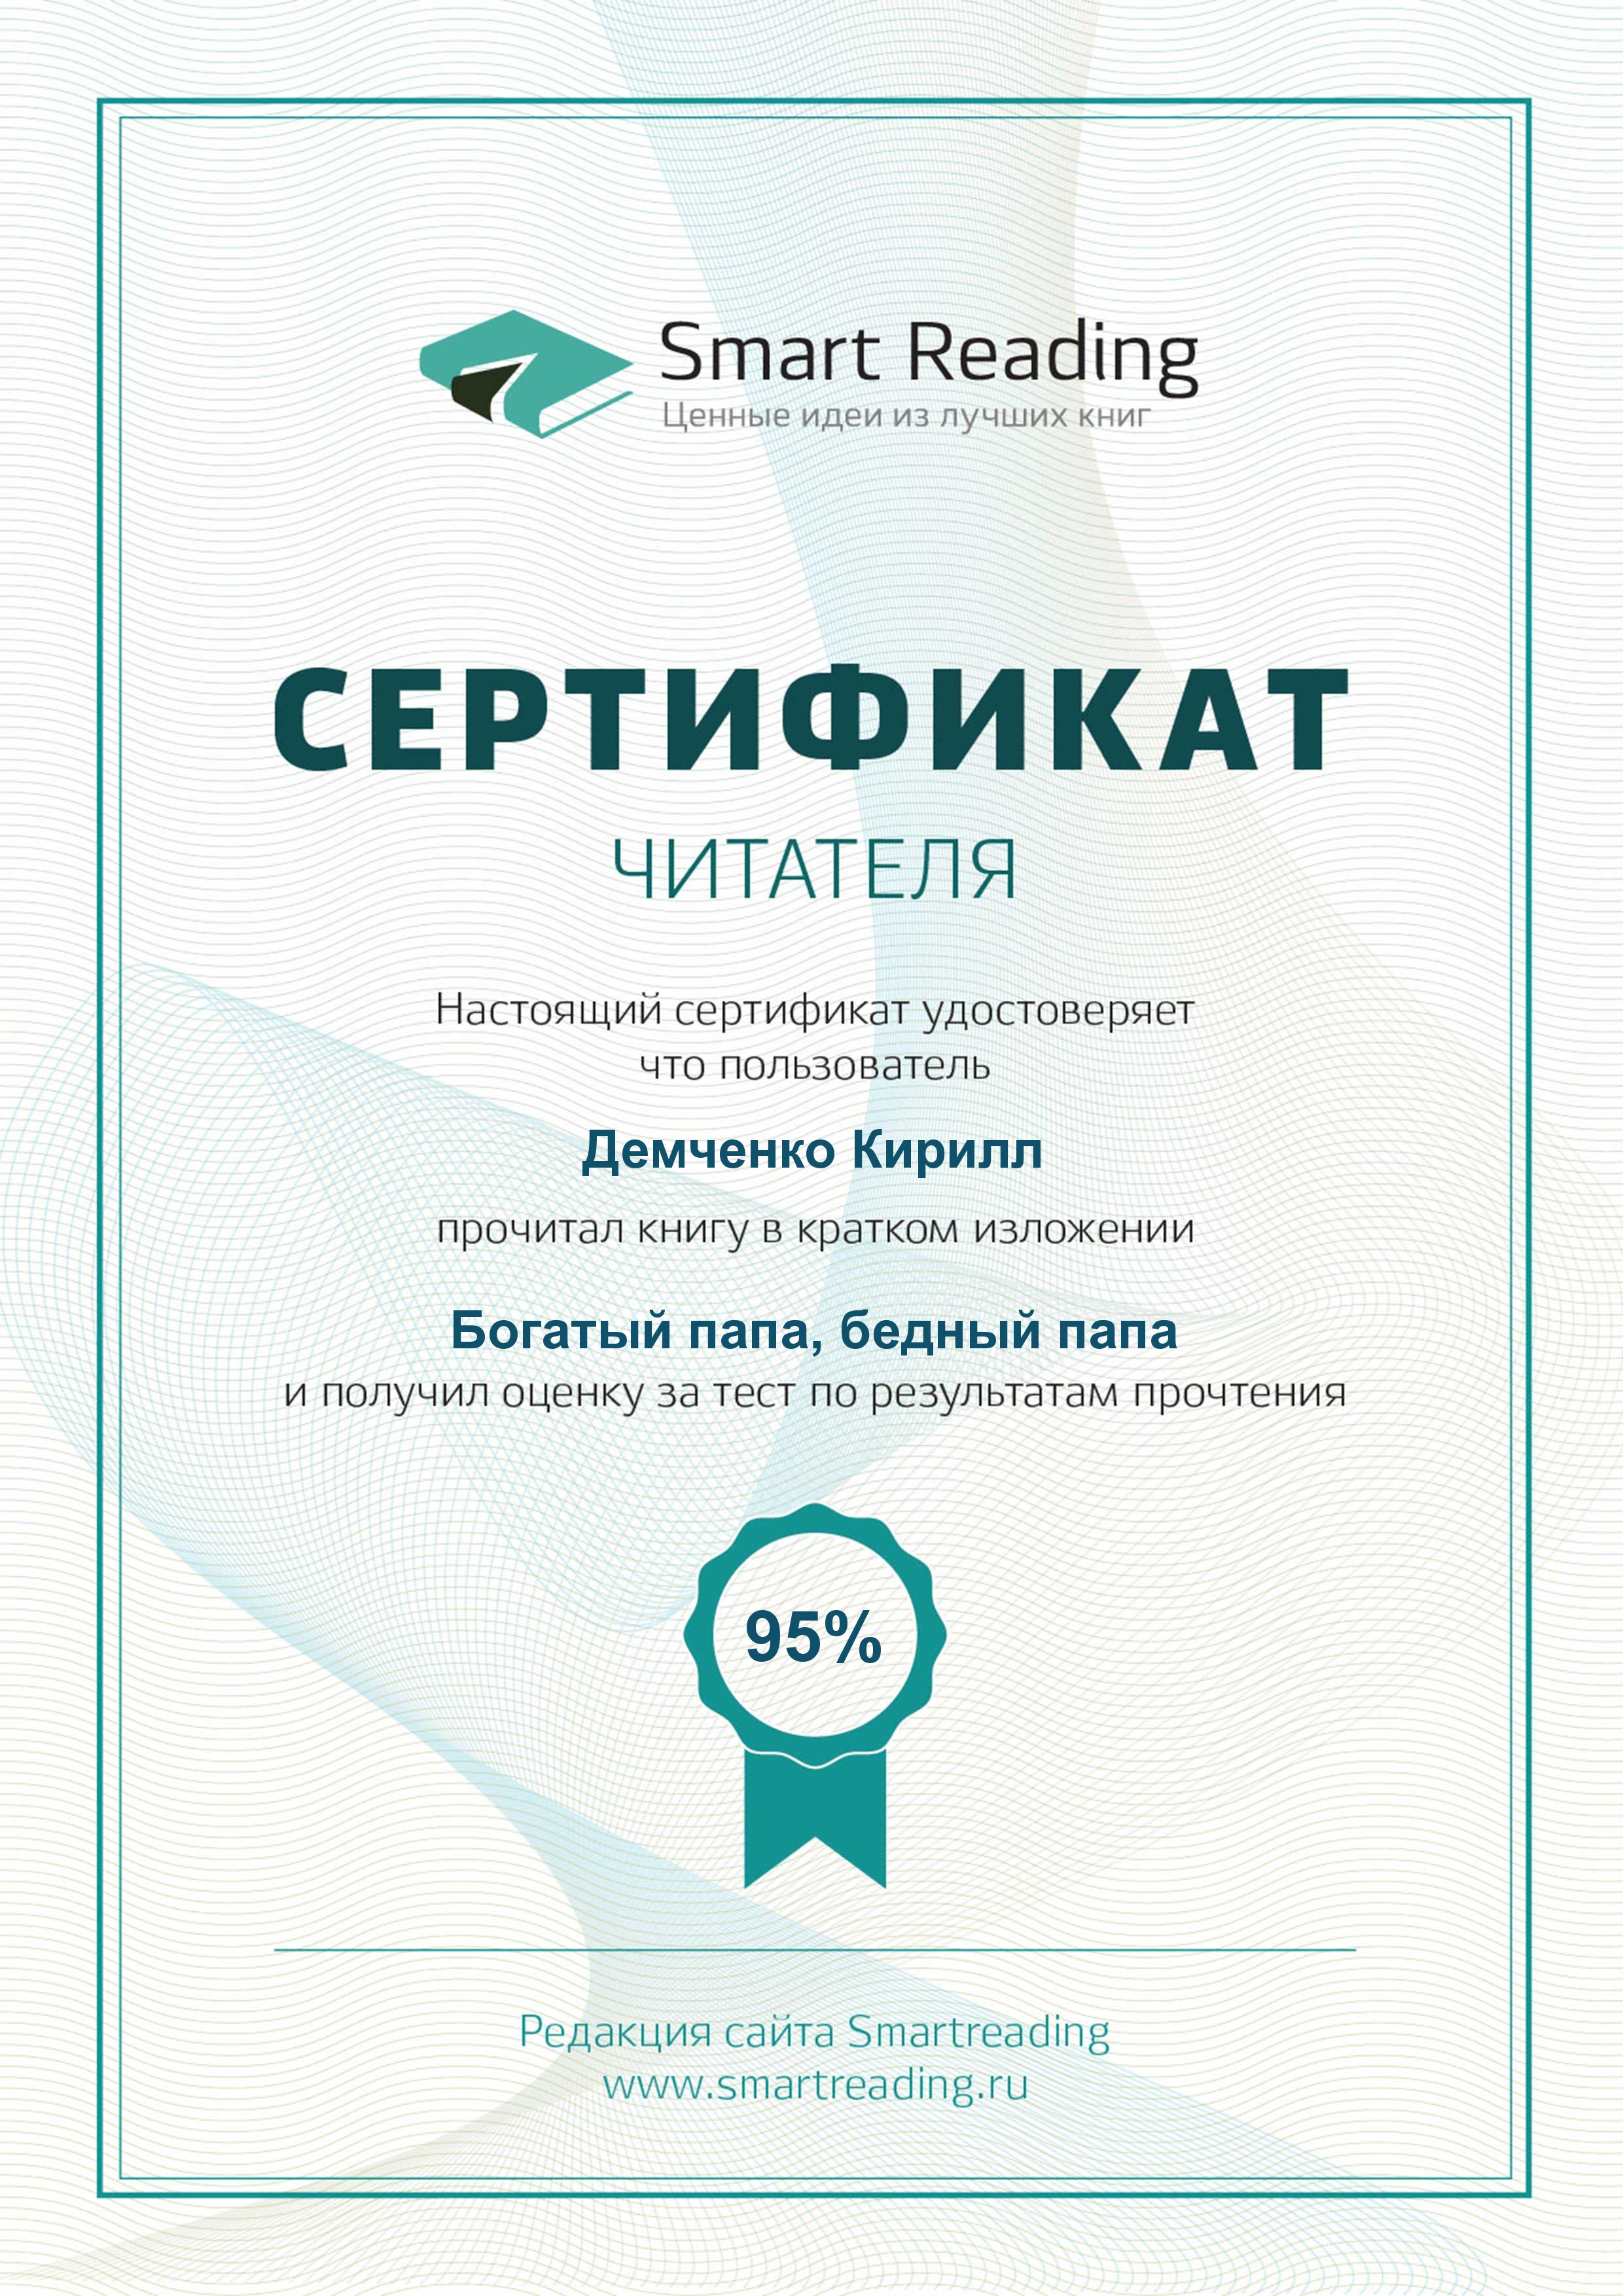 Smart Reading
Ценные идеи из лучших книг
СЕРТИФИКАТ
ЧИТАТЕЛЯ
Настоящий сертификат удостоверяет
что пользователь
Демченко Кирилл
прочитал книгу в кратком изложении
Богатый папа, бедный папа
и получил оценку за тест по результатам прочтения
95%
Редакция сайта Smartreading
www.smartreading.ru